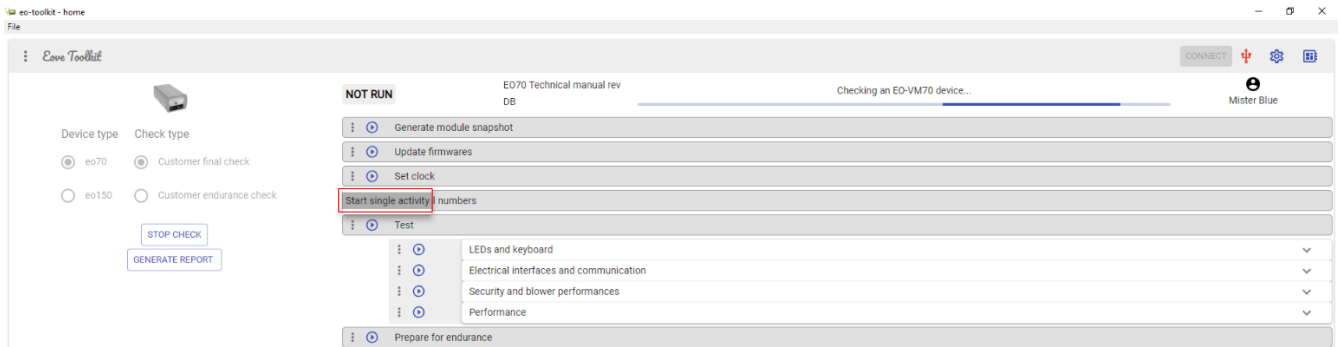 eo-toolkit - home
File
Eove Toolkit
CONNECT
NOT RUN
EO70 Technical manual rev
DB
Checking an EO-VM70 device...
Mister Blue
Device type
Check type
eo70
Customer final check
eo150
Customer endurance check
STOP CHECK
GENERATE REPORT
Generate module snapshot
Update firmwares
Set clock
Start single activity l numbers
Test
LEDs and keyboard
Electrical interfaces and communication
Security and blower performances
Performance
Prepare for endurance